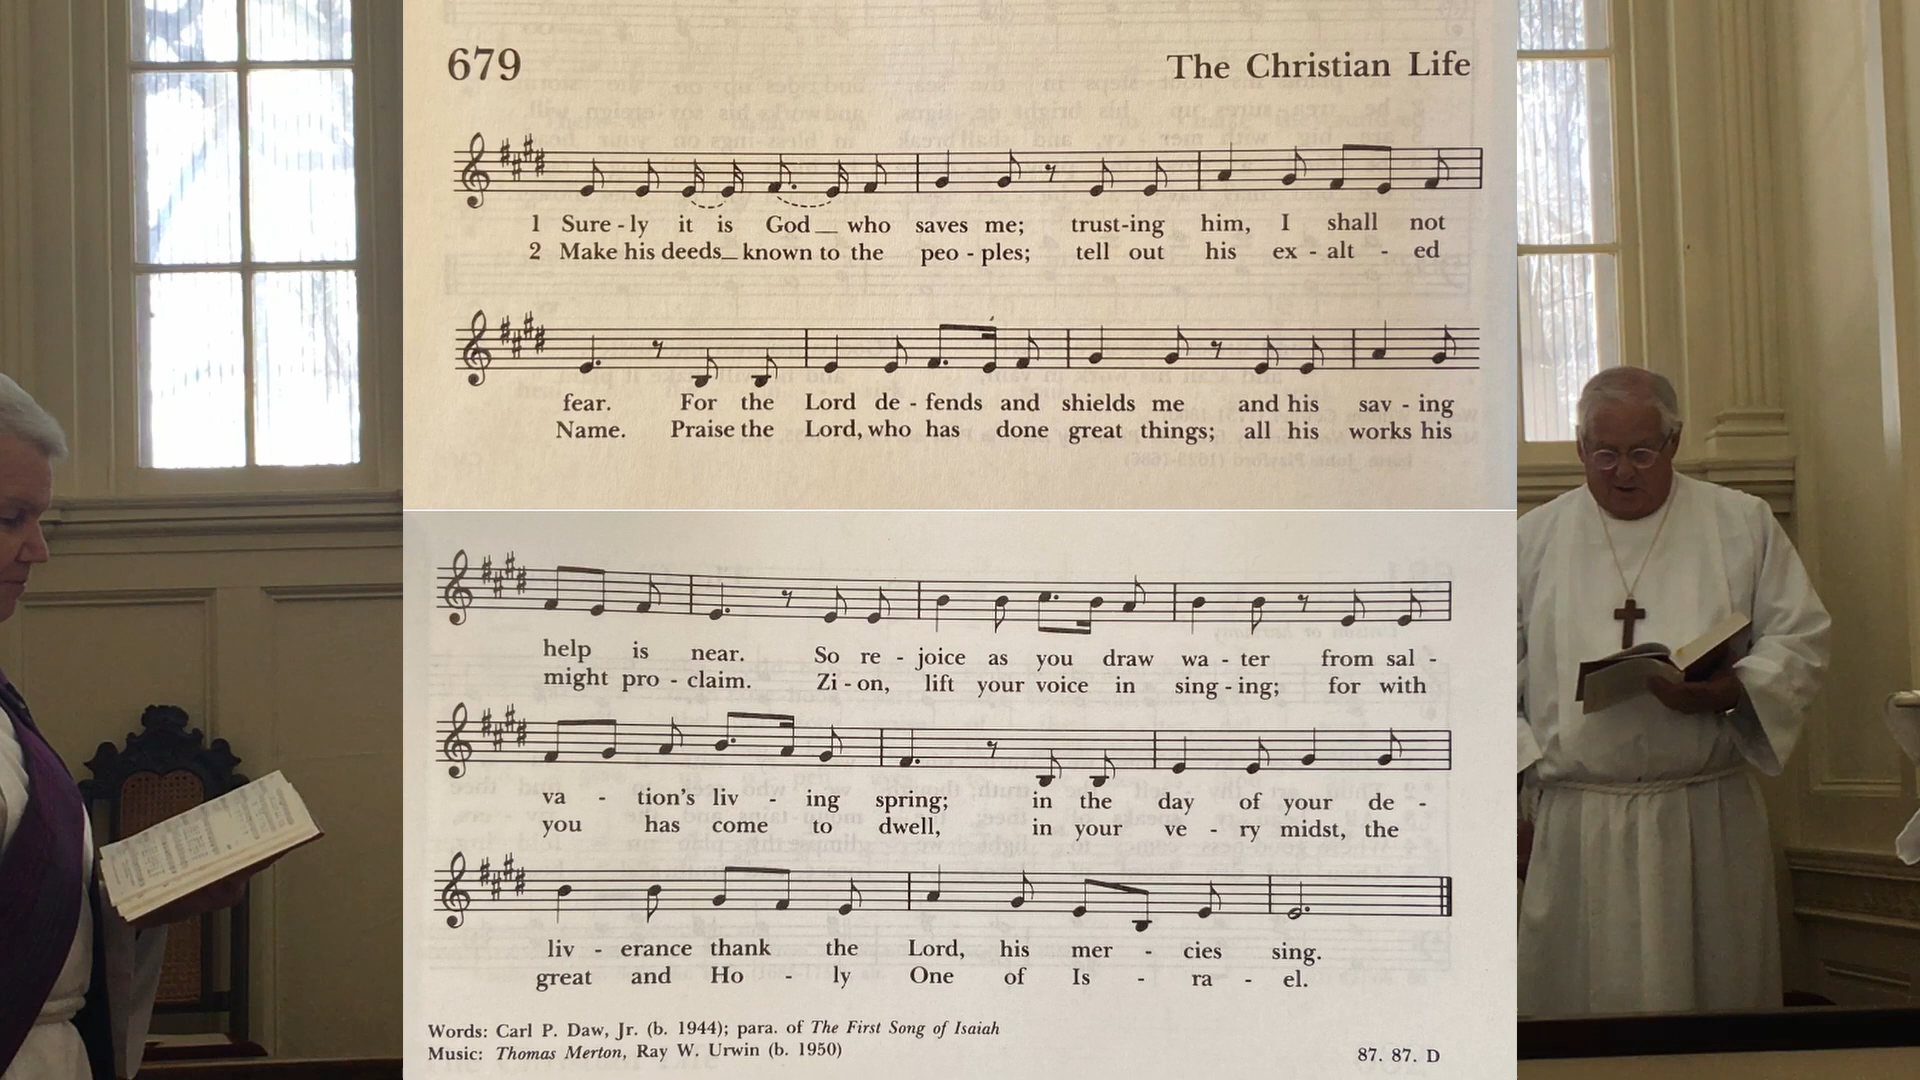 679
The Christian Life
1 Sure - ly it is God__ who saves me; trust-ing him, I shall not
2 Make his deeds__ known to the peo - ples; tell out his ex - alt - ed
fear. For the Lord de - fends and shields me and his sav - ing
Name. Praise the Lord, who has done great things; all his works his
help is near. So re - joice as you draw wa - ter from sal -
might pro - claim. Zi - on, lift your voice in sing - ing; for with
va - tion's liv - ing spring; in the day of your de -
you has come to dwell, in your ve - ry midst, the
liv - erance thank the Lord, his mer - cies sing.
great and Ho - ly One of Is - ra - el.
Words: Carl P. Daw, Jr. (b. 1944); para. of The First Song of Isaiah
Music: Thomas Merton, Ray W. Urwin (b. 1950)
87. 87. D